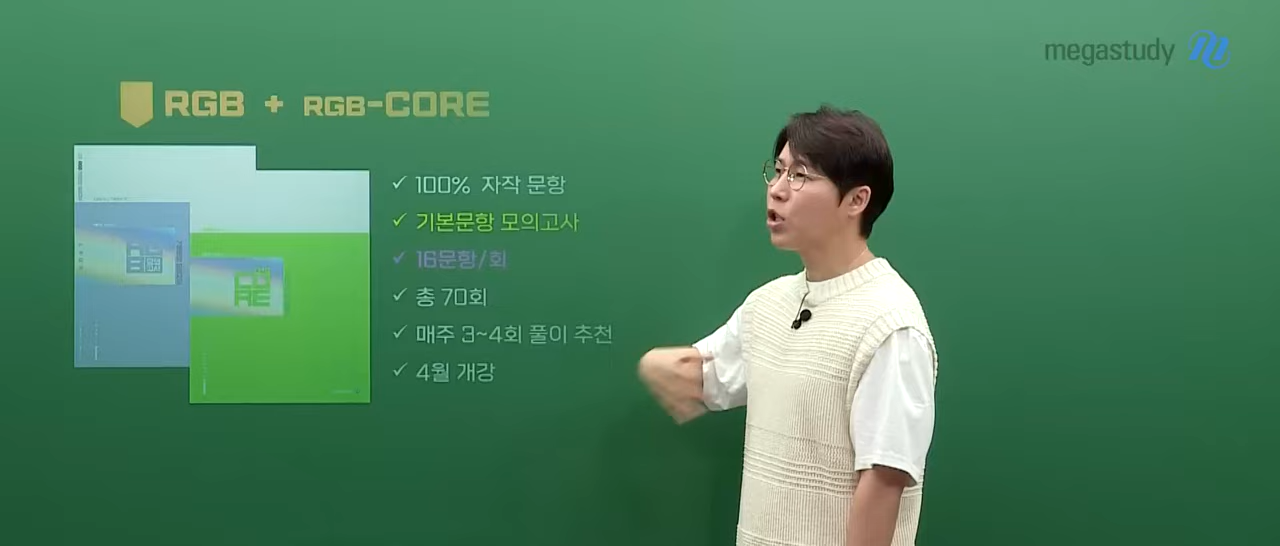 megastudy
RGB + RGB-CORE
✓ 100% 자작 문항
✓ 기본문항 모의고사
✓ 16문항/회
✓ 총 70회
✓ 매주 3~4회 풀이 추천
✓ 4월 개강
CO
RE